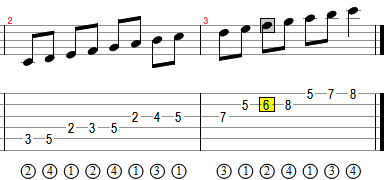 2 3
5 7 8
5 6 8
2 4 5 7
2 3 5
3 5
② ④ ① ② ④ ① ③ ① ③ ① ② ④ ① ③ ④